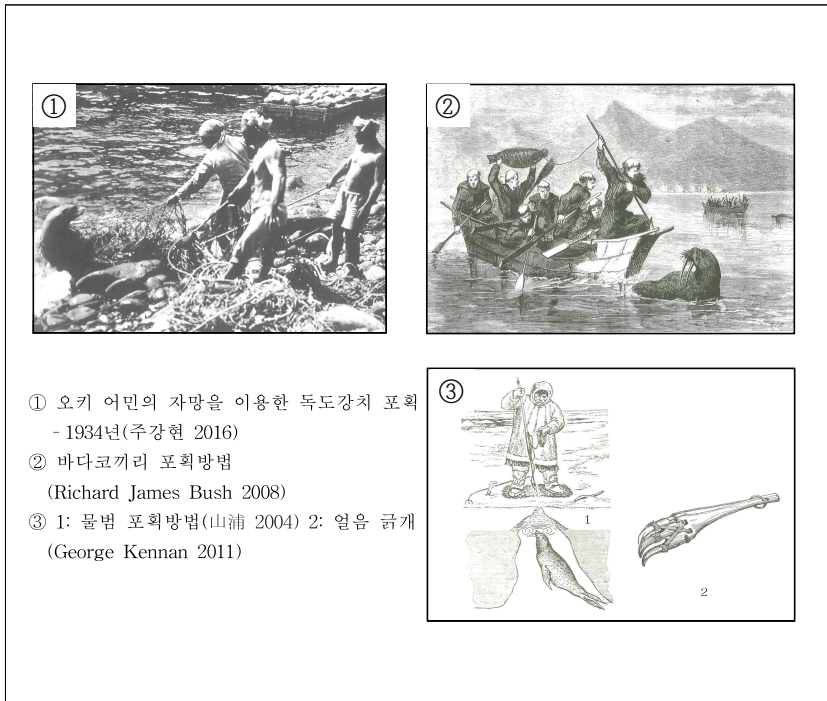 ①
②
① 오키 어민의 자망을 이용한 독도강치 포획
- 1934년(주강현 2016)
② 바다코끼리 포획방법
(Richard James Bush 2008)
③ 1: 물범 포획방법(山浦 2004) 2: 얼음 긁개
(George Kennan 2011)
③
1
2